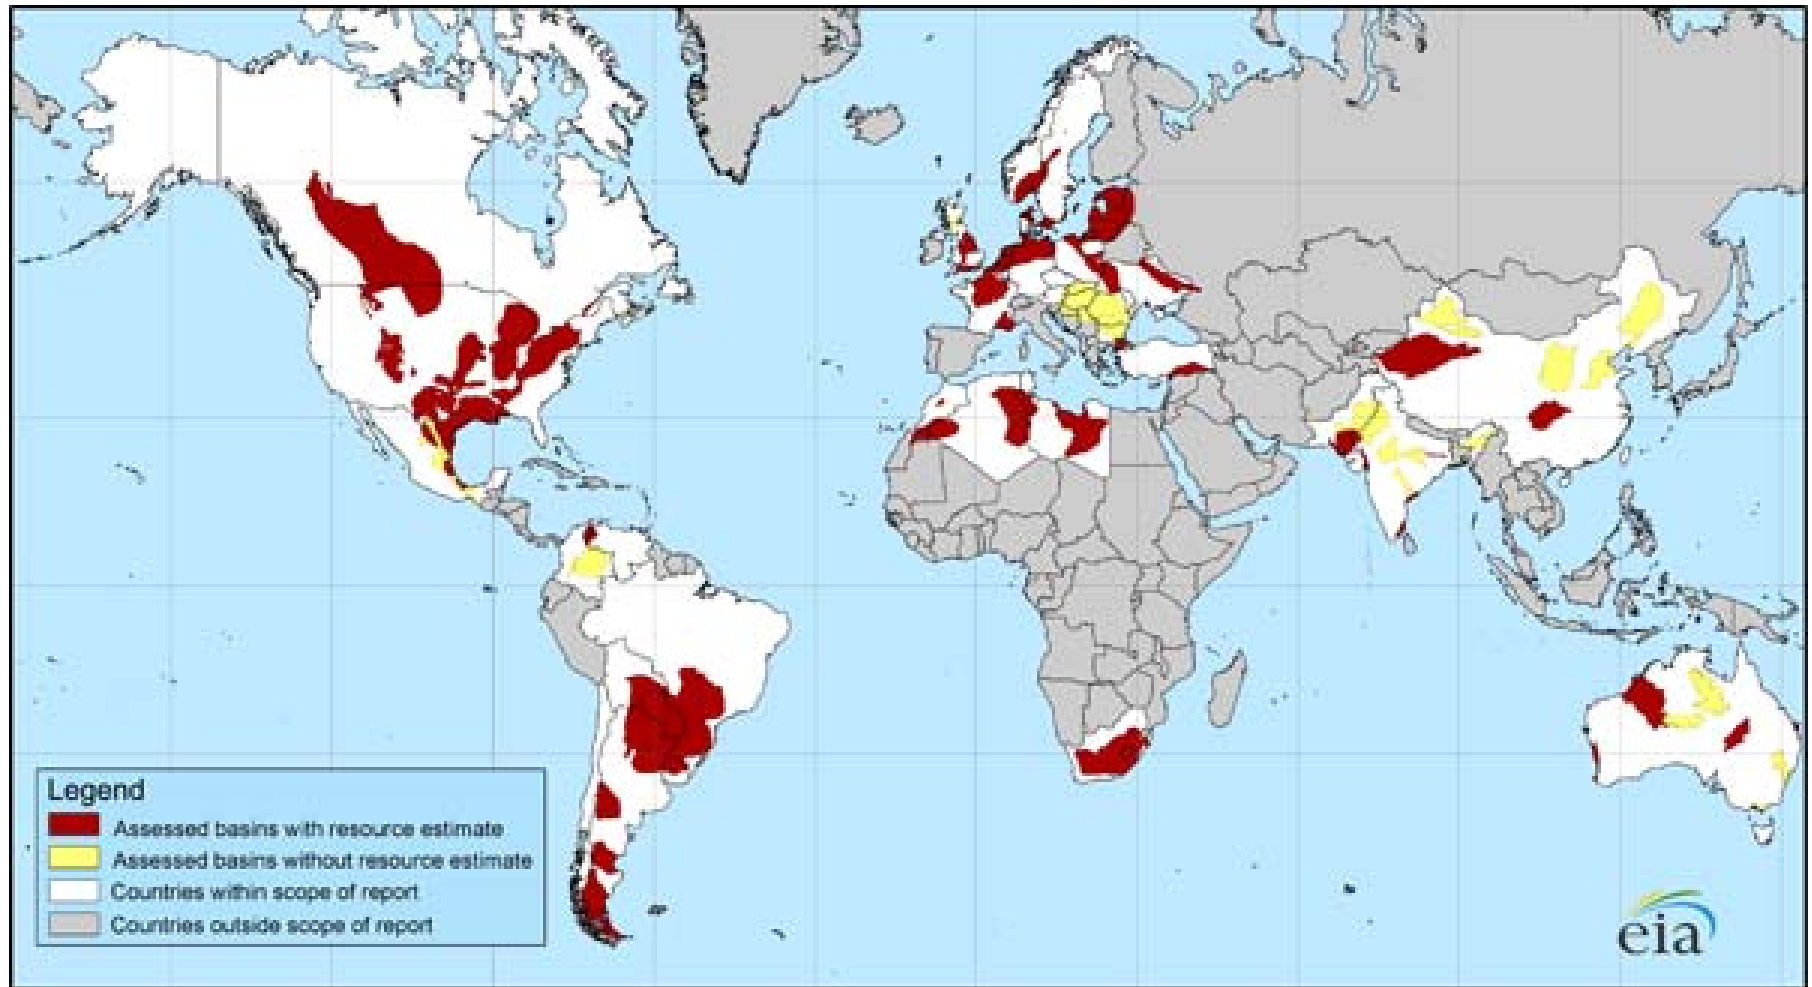 Legend
Assessed basins with resource estimate
Assessed basins without resource estimate
Countries within scope of report
Countries outside scope of report
eia